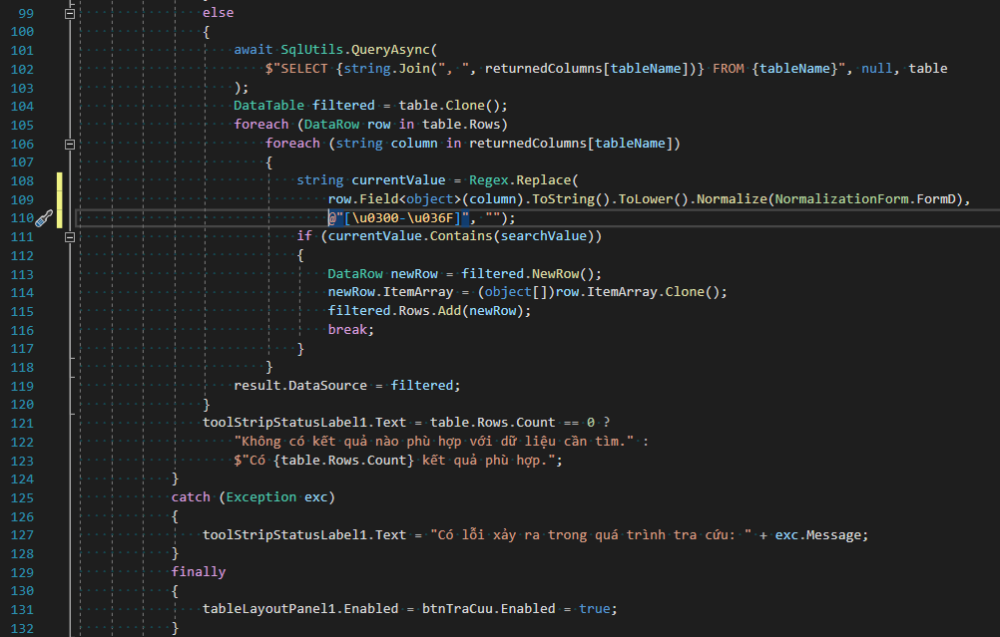 99 else
100 {
101 await SqlUtils.QueryAsync(
102 $"SELECT {string.Join(", ", returnedColumns[tableName])} FROM {tableName}", null, table
103 );
104 DataTable filtered = table.Clone();
105 foreach (DataRow row in table.Rows)
106 foreach (string column in returnedColumns[tableName])
107 {
108 string currentValue = Regex.Replace(
109 row.Field<object>(column).ToString().ToLower().Normalize(NormalizationForm.FormD),
110 @"[\u0300-\u036F]", "");
111 if (currentValue.Contains(searchValue))
112 {
113 DataRow newRow = filtered.NewRow();
114 newRow.ItemArray = (object[])row.ItemArray.Clone();
115 filtered.Rows.Add(newRow);
116 break;
117 }
118 }
119 result.DataSource = filtered;
120 }
121 toolStripStatusLabel1.Text = table.Rows.Count == 0 ?
122 "Không có kết quả nào phù hợp với dữ liệu cần tìm." :
123 $"Có {table.Rows.Count} kết quả phù hợp.";
124 }
125 catch (Exception exc)
126 {
127 toolStripStatusLabel1.Text = "Có lỗi xảy ra trong quá trình tra cứu: " + exc.Message;
128 }
129 finally
130 {
131 tableLayoutPanel1.Enabled = btnTraCuu.Enabled = true;
132 }